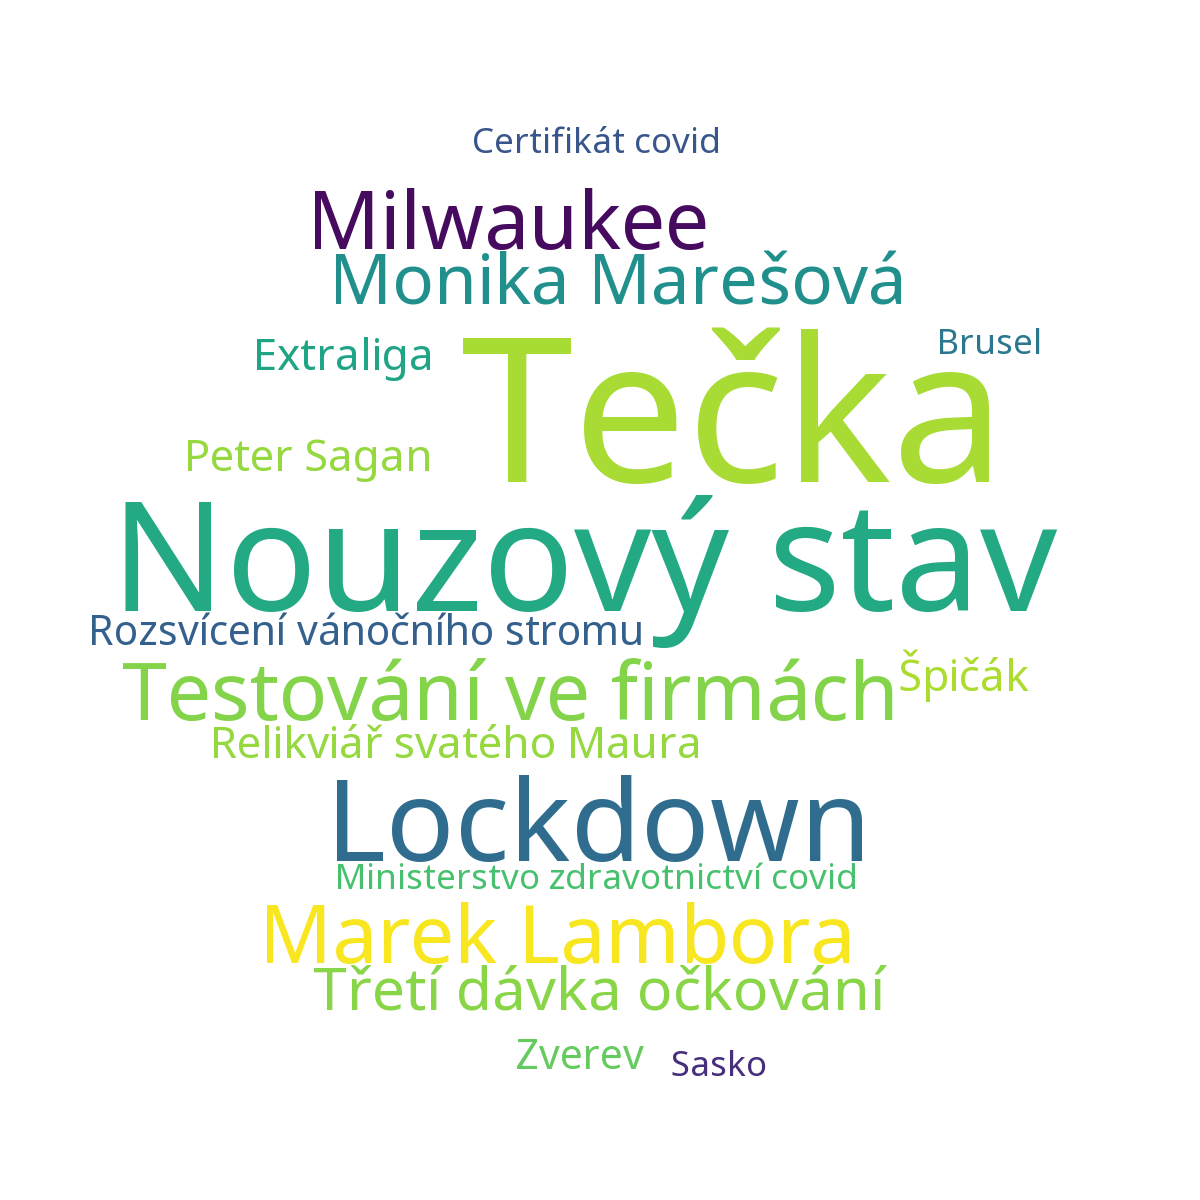 Certifikát covid
Milwaukee
Monika Marešová
Extraliga
Tečka
Brusel
Peter Sagan
Nouzový stav
Rozsvícení vánočního stromu
Testování ve firmách
Špičák
Relikviář svatého Maura
Lockdown
Ministerstvo zdravotnictví covid
Marek Lambora
Třetí dávka očkování
Zverev
Sasko